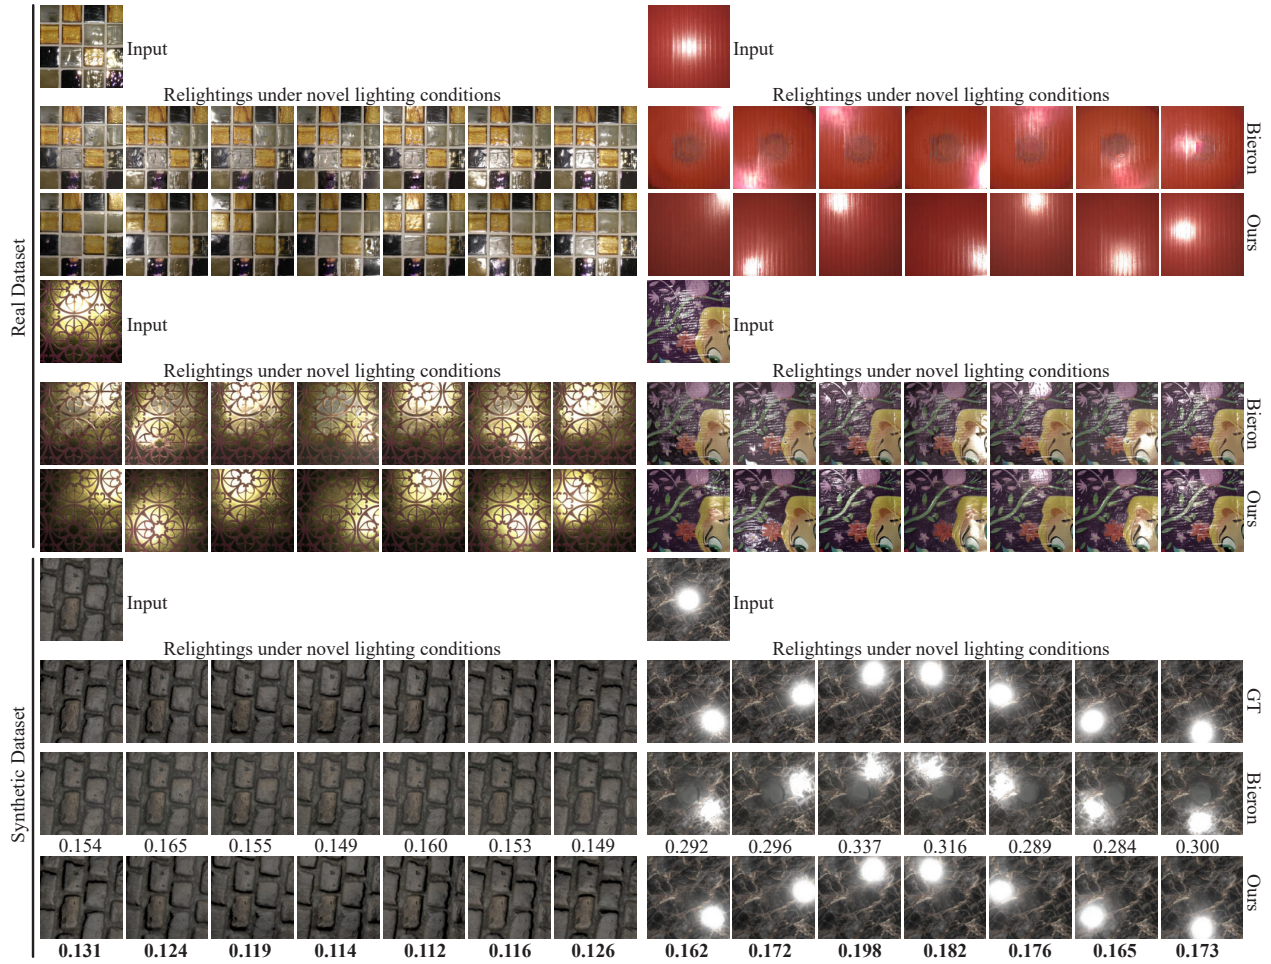 Input
Input
Relightings under novel lighting conditions
Relightings under novel lighting conditions
Bieron
Ours
Real Dataset
Input
Input
Relightings under novel lighting conditions
Relightings under novel lighting conditions
Bieron
Ours
Input
Input
Relightings under novel lighting conditions
Relightings under novel lighting conditions
GT
Synthetic Dataset
Bieron
0.154 0.165 0.155 0.149 0.160 0.153 0.149 0.292 0.296 0.337 0.316 0.289 0.284 0.300
Ours
0.131 0.124 0.119 0.114 0.112 0.116 0.126 0.162 0.172 0.198 0.182 0.176 0.165 0.173